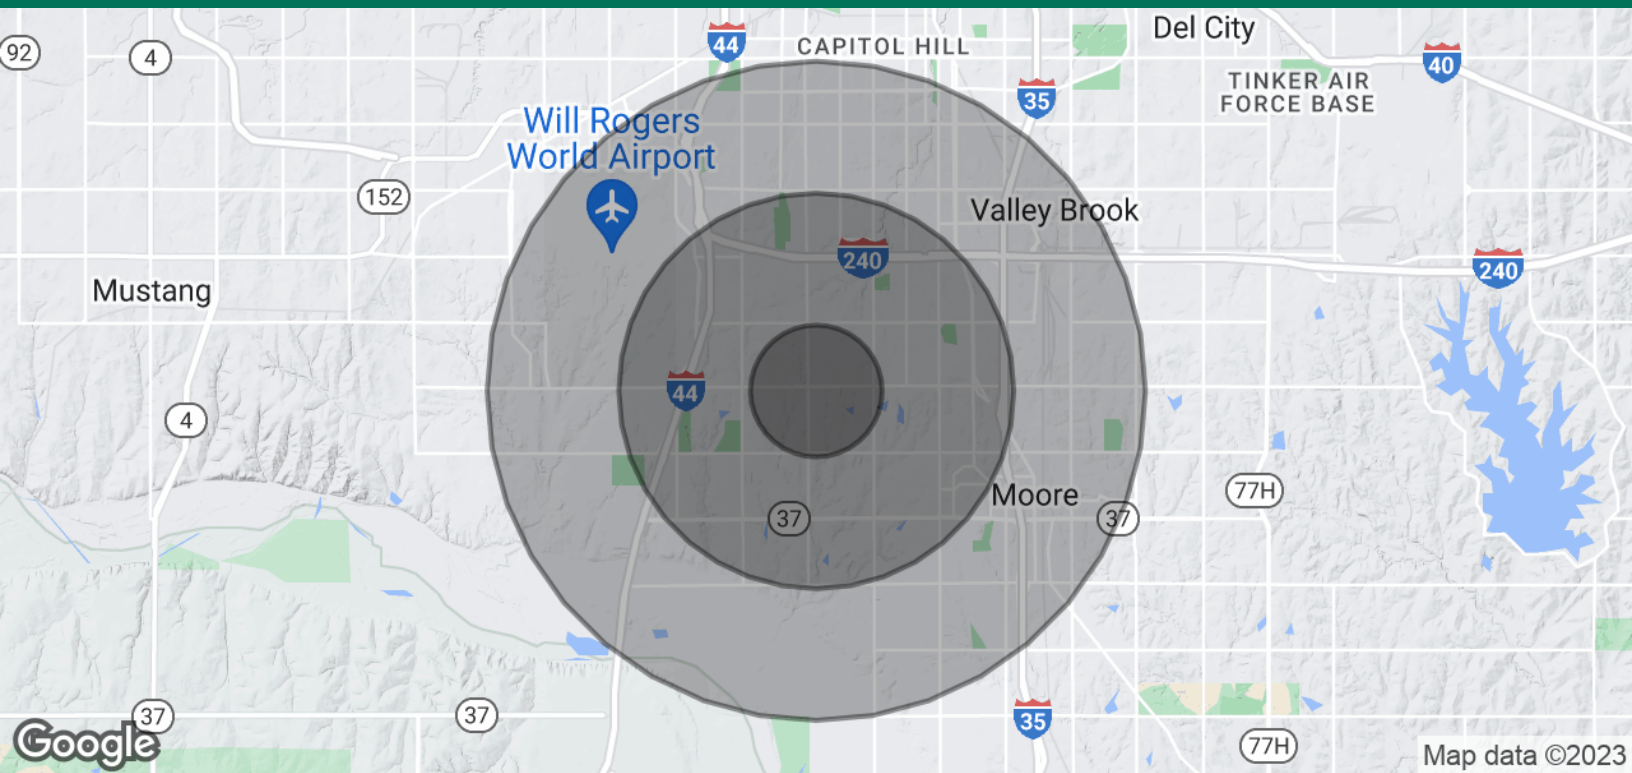 Del City
92
4
44
CAPITOL HILL
40
TINKER AIR
FORCE BASE
35
Will Rogers
World Airport
152
Valley Brook
240
240
Mustang
44
4
Moore
77H
37
37
37
37
35
77H
Google
Map data ©2023